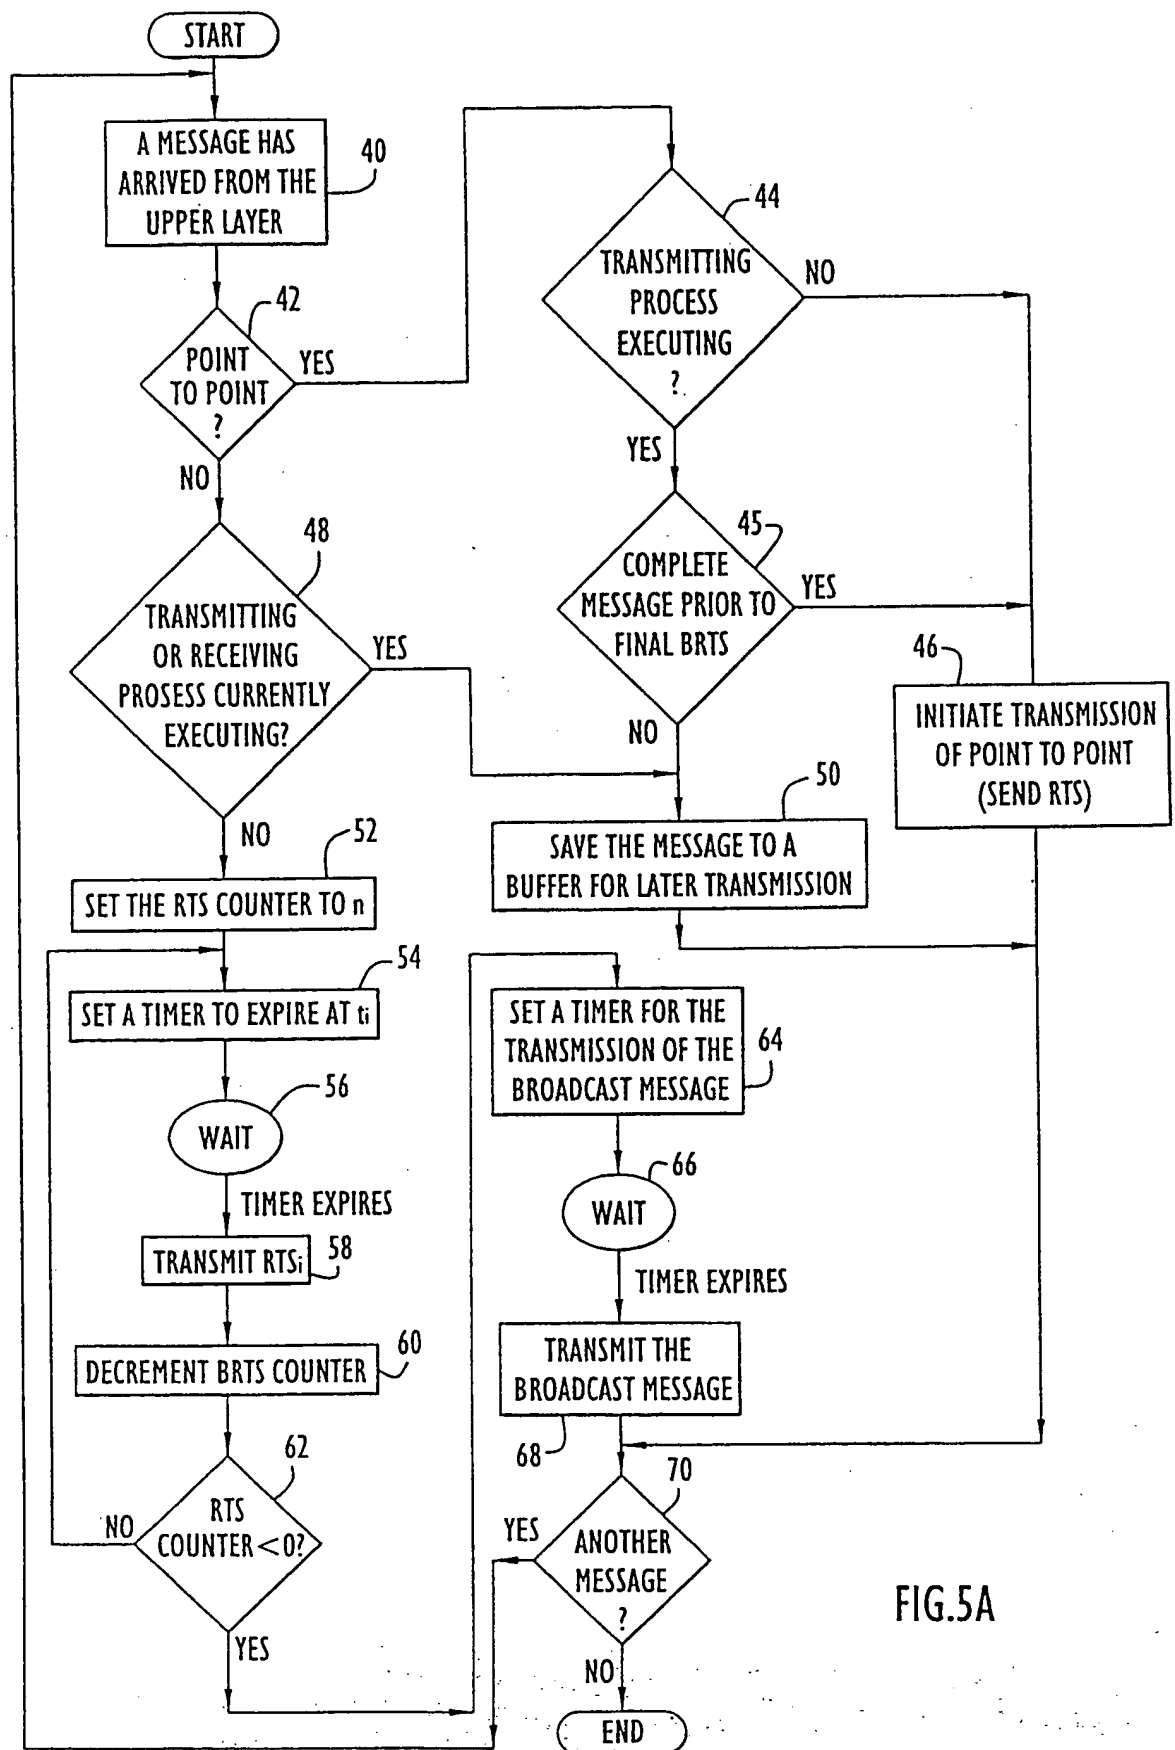 START
A MESSAGE HAS
ARRIVED FROM THE
UPPER LAYER
40
42
POINT
TO POINT
?
YES
NO
44
TRANSMITTING
PROCESS
EXECUTING
?
NO
YES
45
COMPLETE
MESSAGE PRIOR TO
FINAL BRTS
YES
NO
46
INITIATE TRANSMISSION
OF POINT TO POINT
(SEND RTS)
48
TRANSMITTING
OR RECEIVING
PROSESS CURRENTLY
EXECUTING?
YES
NO
50
SAVE THE MESSAGE TO A
BUFFER FOR LATER TRANSMISSION
52
SET THE RTS COUNTER TO n
54
SET A TIMER TO EXPIRE AT ti
56
WAIT
TIMER EXPIRES
TRANSMIT RTSi
58
DECREMENT BRTS COUNTER
60
62
RTS
COUNTER <0?
NO
YES
SET A TIMER FOR THE
TRANSMISSION OF THE
BROADCAST MESSAGE
64
66
WAIT
TIMER EXPIRES
TRANSMIT THE
BROADCAST MESSAGE
68
70
ANOTHER
MESSAGE
?
YES
NO
END
FIG.5A